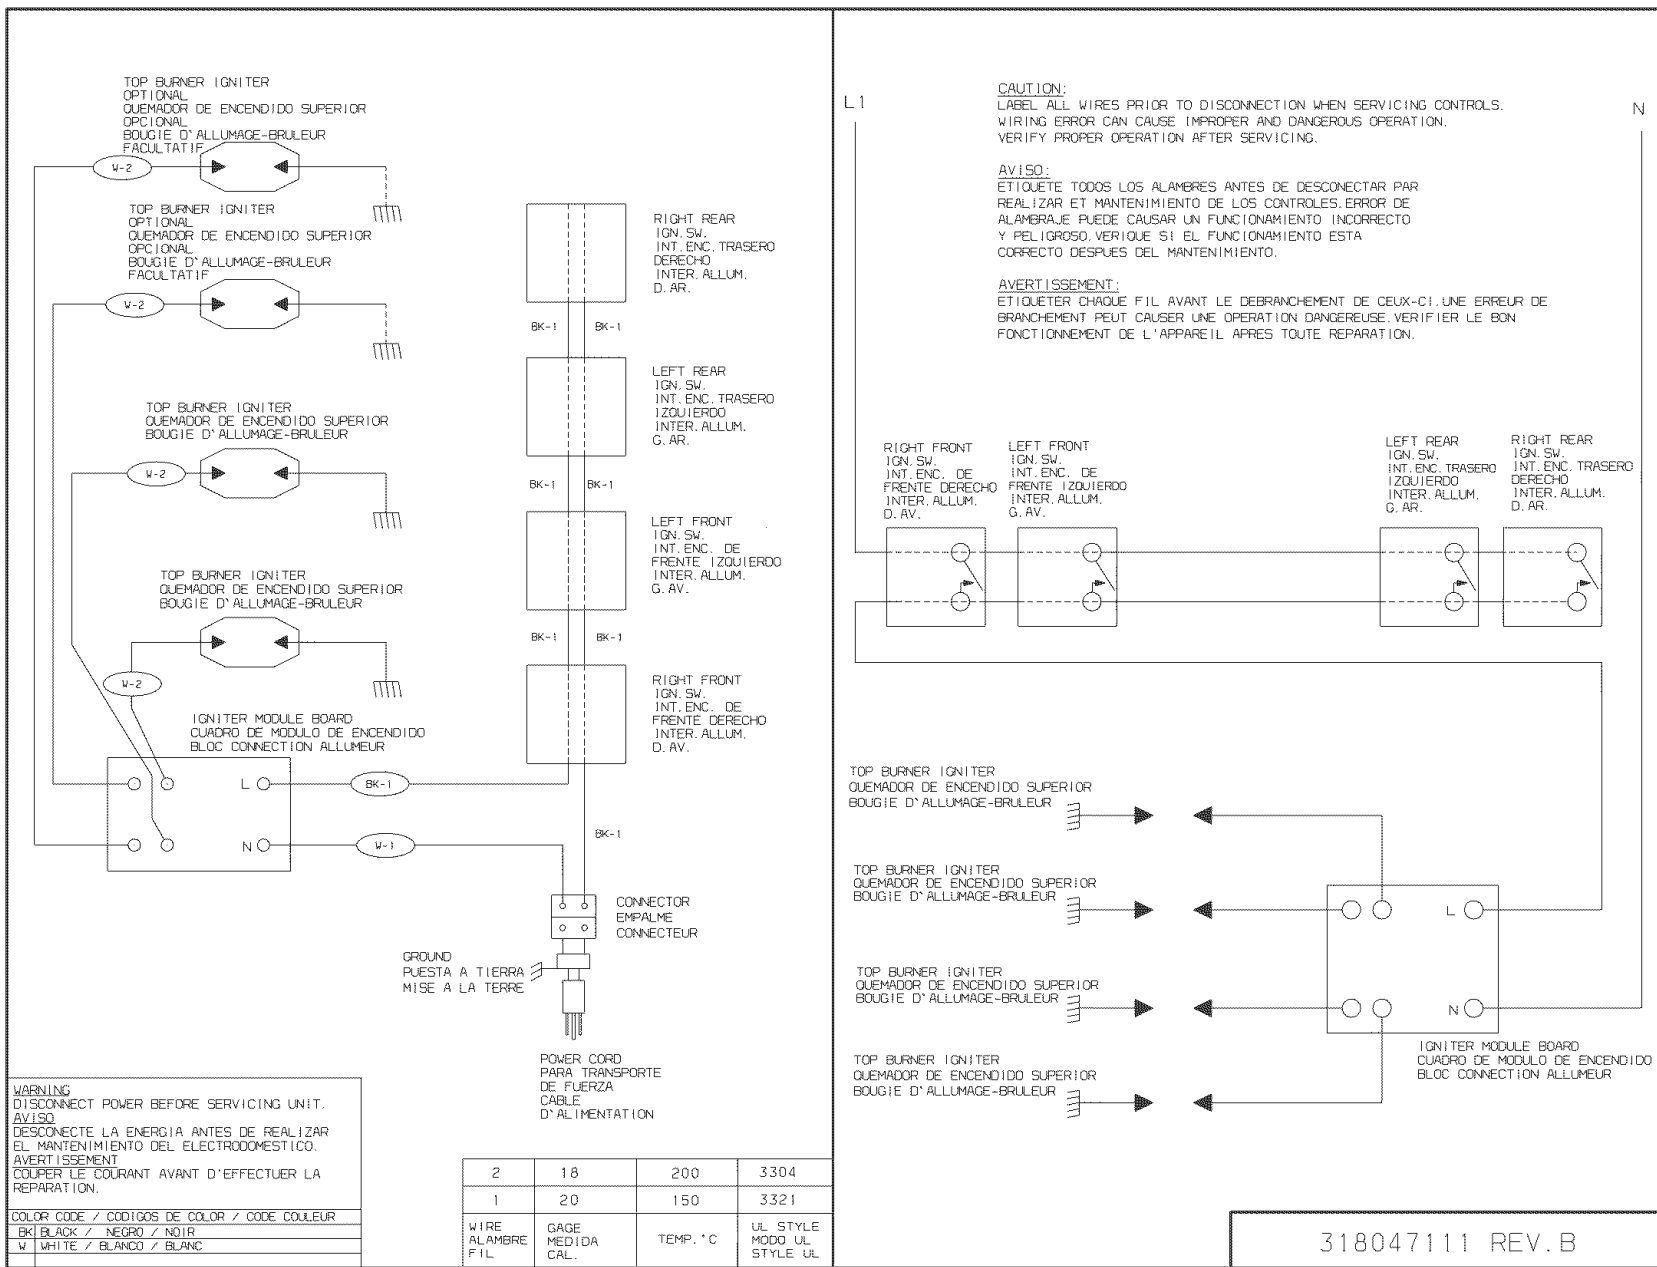 TOP BURNER IGNITER
OPTIONAL
QUEMADOR DE ENCENDIDO SUPERIOR
OPCIONAL
BOUGIE D'ALLUMAGE-BRULEUR
FACULTATIF
W-2
TOP BURNER IGNITER
OPTIONAL
QUEMADOR DE ENCENDIDO SUPERIOR
OPCIONAL
BOUGIE D'ALLUMAGE-BRULEUR
FACULTATIF
W-2
TOP BURNER IGNITER
QUEMADOR DE ENCENDIDO SUPERIOR
BOUGIE D'ALLUMAGE-BRULEUR
W-2
TOP BURNER IGNITER
QUEMADOR DE ENCENDIDO SUPERIOR
BOUGIE D'ALLUMAGE-BRULEUR
W-2
IGNITER MODULE BOARD
CUADRO DE MODULO DE ENCENDIDO
BLOC CONNECTION ALLUMEUR
L
BK-1
N
W-1
RIGHT REAR
IGN. SW.
INT. ENC. TRASERO
DERECHO
INTER. ALLUM.
D. AR.
BK-1 BK-1
LEFT REAR
IGN. SW.
INT. ENC. TRASERO
IZQUIERDO
INTER. ALLUM.
G. AR.
BK-1 BK-1
LEFT FRONT
IGN. SW.
INT. ENC. DE
FRENTE IZQUIERDO
INTER. ALLUM.
G. AV.
BK-1 BK-1
RIGHT FRONT
IGN. SW.
INT. ENC. DE
FRENTE DERECHO
INTER. ALLUM.
D. AV.
BK-1
CONNECTOR
EMPALME
CONNECTEUR
GROUND
PUESTA A TIERRA
MISE A LA TERRE
POWER CORD
PARA TRANSPORTE
DE FUERZA
CABLE
D'ALIMENTATION
WARNING
DISCONNECT POWER BEFORE SERVICING UNIT.
AVISO
DESCONECTE LA ENERGIA ANTES DE REALIZAR
EL MANTENIMIENTO DEL ELECTRODOMESTICO.
AVERTISSEMENT
COUPER LE COURANT AVANT D'EFFECTUER LA
REPARATION.
COLOR CODE / CODIGOS DE COLOR / CODE COULEUR
BK BLACK / NEGRO / NOIR
W WHITE / BLANCO / BLANC
2 18 200 3304
1 20 150 3321
WIRE
ALAMBRE
FIL
GAGE
MEDIDA
CAL.
TEMP. °C
UL STYLE
MODO UL
STYLE UL
L1
N
CAUTION:
LABEL ALL WIRES PRIOR TO DISCONNECTION WHEN SERVICING CONTROLS.
WIRING ERROR CAN CAUSE IMPROPER AND DANGEROUS OPERATION.
VERIFY PROPER OPERATION AFTER SERVICING.
AVISO:
ETIQUETE TODOS LOS ALAMBRES ANTES DE DESCONECTAR PAR
REALIZAR ET MANTENIMIENTO DE LOS CONTROLES. ERROR DE
ALAMBRAJE PUEDE CAUSAR UN FUNCIONAMIENTO INCORRECTO
Y PELIGROSO. VERIQUE SI EL FUNCIONAMIENTO ESTA
CORRECTO DESPUES DEL MANTENIMIENTO.
AVERTISSEMENT:
ETIQUETER CHAQUE FIL AVANT LE DEBRANCHEMENT DE CEUX-CI. UNE ERREUR DE
BRANCHEMENT PEUT CAUSER UNE OPERATION DANGEREUSE. VERIFIER LE BON
FONCTIONNEMENT DE L'APPAREIL APRES TOUTE REPARATION.
RIGHT FRONT
IGN. SW.
INT. ENC. DE
FRENTE DERECHO
INTER. ALLUM.
D. AV.
LEFT FRONT
IGN. SW.
INT. ENC. DE
FRENTE IZQUIERDO
INTER. ALLUM.
G. AV.
LEFT REAR
IGN. SW.
INT. ENC. TRASERO
IZQUIERDO
INTER. ALLUM.
G. AR.
RIGHT REAR
IGN. SW.
INT. ENC. TRASERO
DERECHO
INTER. ALLUM.
D. AR.
TOP BURNER IGNITER
QUEMADOR DE ENCENDIDO SUPERIOR
BOUGIE D'ALLUMAGE-BRULEUR
TOP BURNER IGNITER
QUEMADOR DE ENCENDIDO SUPERIOR
BOUGIE D'ALLUMAGE-BRULEUR
TOP BURNER IGNITER
QUEMADOR DE ENCENDIDO SUPERIOR
BOUGIE D'ALLUMAGE-BRULEUR
TOP BURNER IGNITER
QUEMADOR DE ENCENDIDO SUPERIOR
BOUGIE D'ALLUMAGE-BRULEUR
L
N
IGNITER MODULE BOARD
CUADRO DE MODULO DE ENCENDIDO
BLOC CONNECTION ALLUMEUR
318047111 REV. B